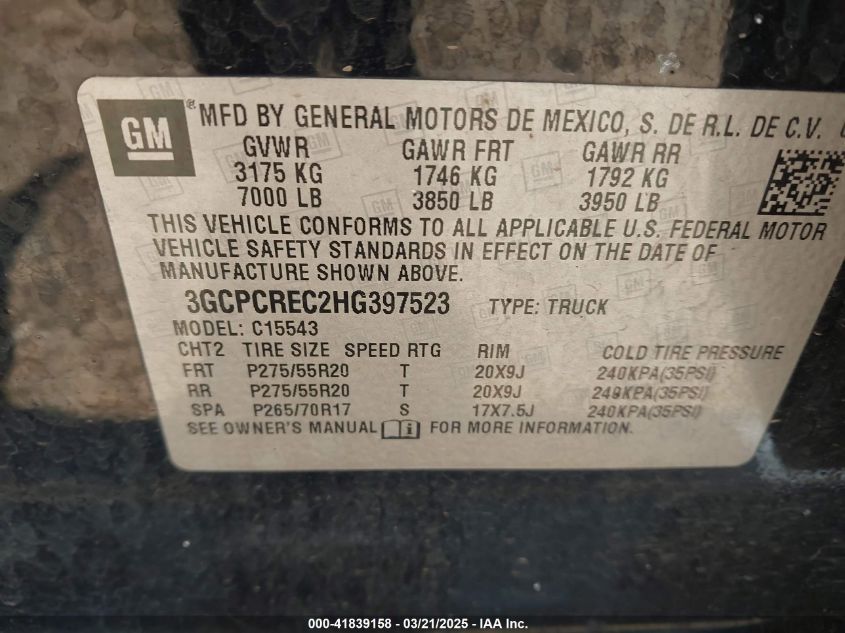 GM ® MFD BY GENERAL MOTORS DE MEXICO, S. DE R.L. DE C.V.
GVWR GAWR FRT GAWR RR
3175 KG 1746 KG 1792 KG
7000 LB 3850 LB 3950 LB
THIS VEHICLE CONFORMS TO ALL APPLICABLE U.S. FEDERAL MOTOR
VEHICLE SAFETY STANDARDS IN EFFECT ON THE DATE OF
MANUFACTURE SHOWN ABOVE.
3GCPCREC2HG397523 TYPE: TRUCK
MODEL: C15543
CHT2 TIRE SIZE SPEED RTG RIM COLD TIRE PRESSURE
FRT P275/55R20 T 20X9J 240KPA(35PSI)
RR P275/55R20 T 20X9J 240KPA(35PSI)
SPA P265/70R17 S 17X7.5J 240KPA(35PSI)
SEE OWNER'S MANUAL FOR MORE INFORMATION.
000-41839158 - 03/21/2025 - IAA Inc.